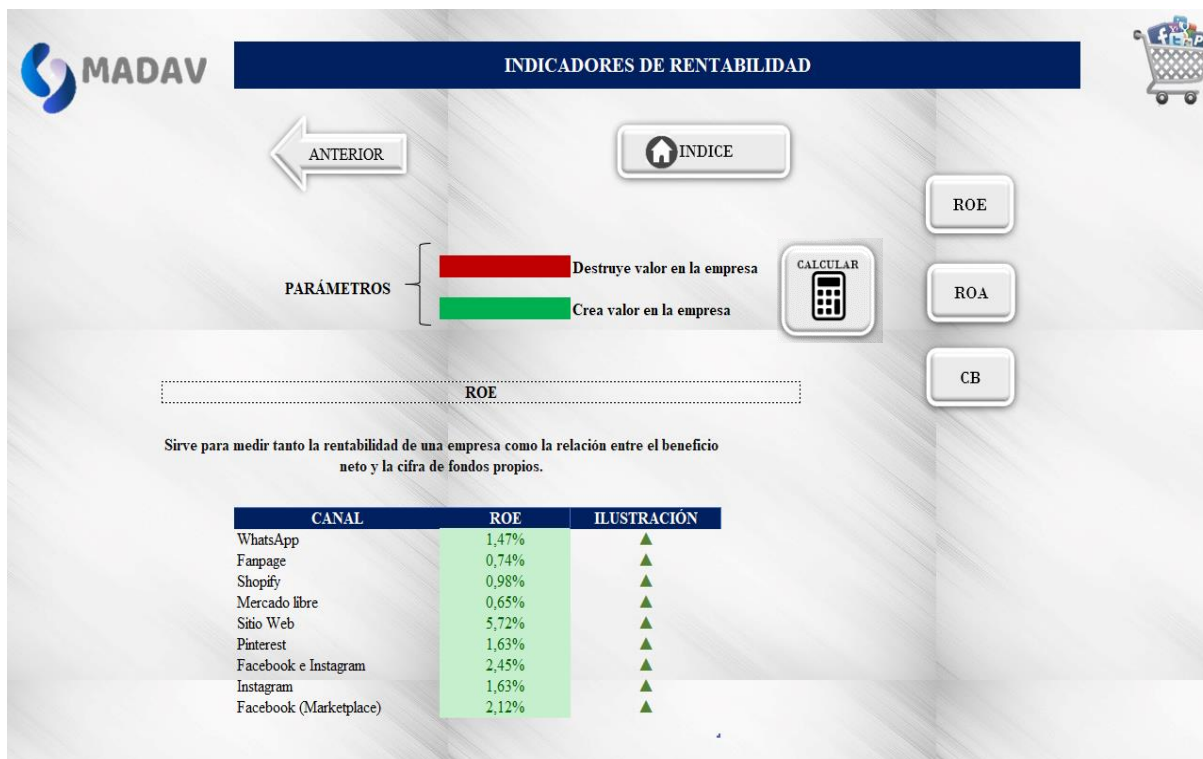 MADAV
INDICADORES DE RENTABILIDAD
ANTERIOR
INDICE
ROE
PARÁMETROS
Destruye valor en la empresa
Crea valor en la empresa
CALCULAR
ROA
CB
ROE
Sirve para medir tanto la rentabilidad de una empresa como la relación entre el beneficio
neto y la cifra de fondos propios.
CANAL ROE ILUSTRACIÓN
WhatsApp 1,47%
Fanpage 0,74%
Shopify 0,98%
Mercado libre 0,65%
Sitio Web 5,72%
Pinterest 1,63%
Facebook e Instagram 2,45%
Instagram 1,63%
Facebook (Marketplace) 2,12%